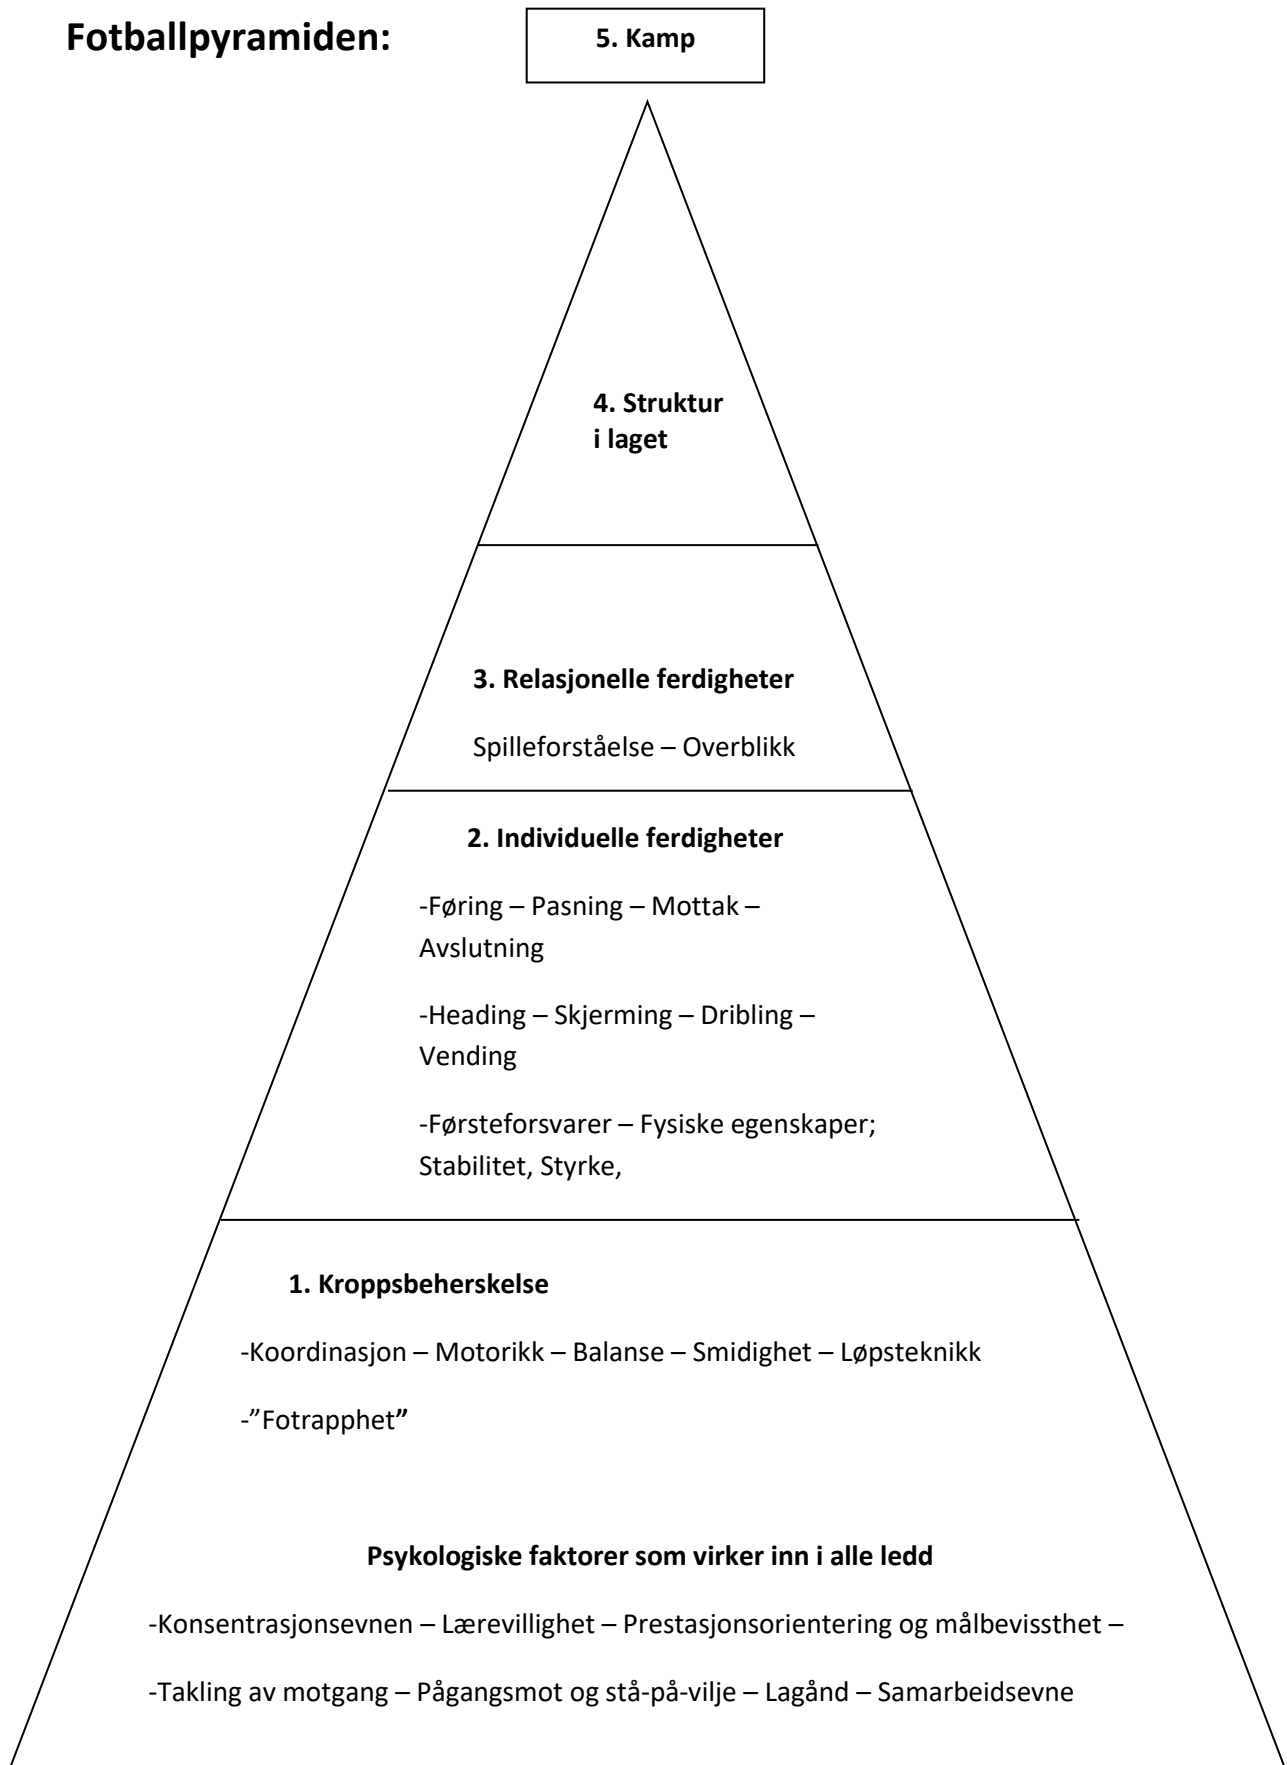 Fotballpyramiden:
5. Kamp
4. Struktur
i laget
3. Relasjonelle ferdigheter
Spilleforståelse – Overblikk
2. Individuelle ferdigheter
-Føring – Pasning – Mottak –
Avslutning
-Heading – Skjerming – Dribling –
Vending
-Førsteforsvarer – Fysiske egenskaper;
Stabilitet, Styrke,
1. Kroppsbeherskelse
-Koordinasjon – Motorikk – Balanse – Smidighet – Løpsteknikk
-”Fotrapphet”
Psykologiske faktorer som virker inn i alle ledd
-Konsentrasjonsevnen – Lærevillighet – Prestasjonsorientering og målbevissthet –
-Takling av motgang – Pågangsmot og stå-på-vilje – Lagånd – Samarbeidsevne